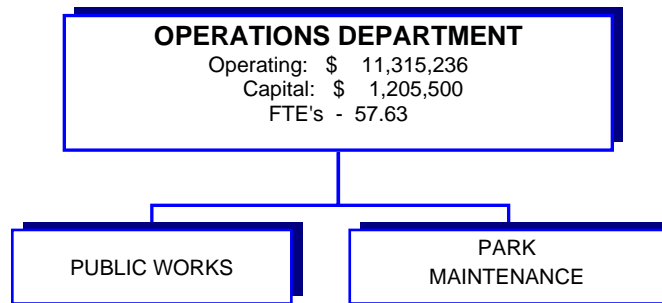 OPERATIONS DEPARTMENT
Operating: $ 11,315,236
Capital: $ 1,205,500
FTE's - 57.63
PUBLIC WORKS
PARK
MAINTENANCE